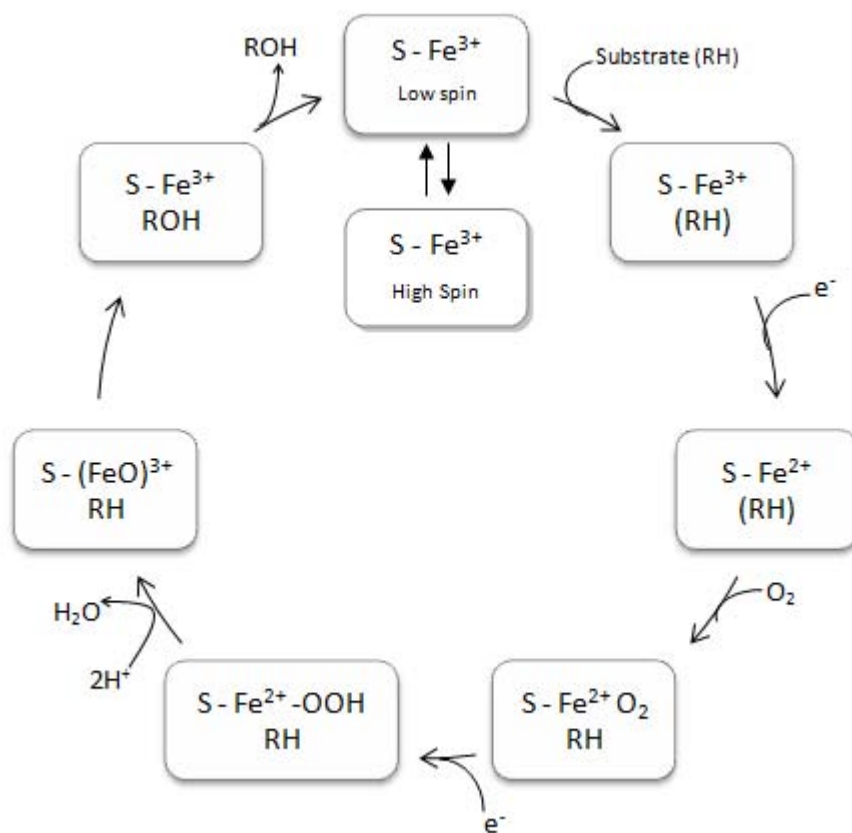 ROH
S - Fe³⁺
Low spin
Substrate (RH)
S - Fe³⁺
ROH
S - Fe³⁺
High Spin
S - Fe³⁺
(RH)
e⁻
S - (FeO)³⁺
RH
S - Fe²⁺
(RH)
H₂O
2H⁺
O₂
S - Fe²⁺ -OOH
RH
S - Fe²⁺ O₂
RH
e⁻